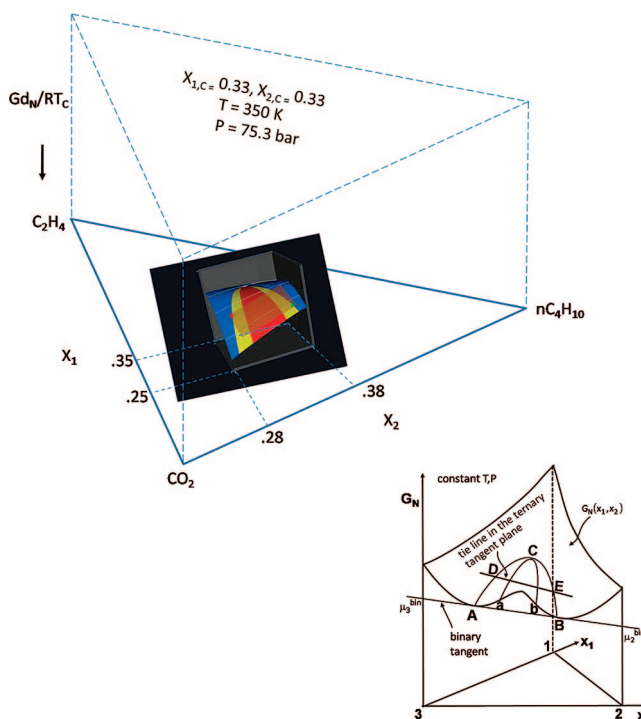 X1,C = 0.33, X2,C = 0.33
T = 350 K
P = 75.3 bar
GdN/RTC
C2H4
nC4H10
X1
.35
.25
.38
X2
.28
CO2
constant T,P
GN
GN(x1,x2)
tie line in the ternary
tangent plane
C
D
E
a
b
A
B
μ3bin
μ2bi
binary
tangent
1
x1
3
2
x